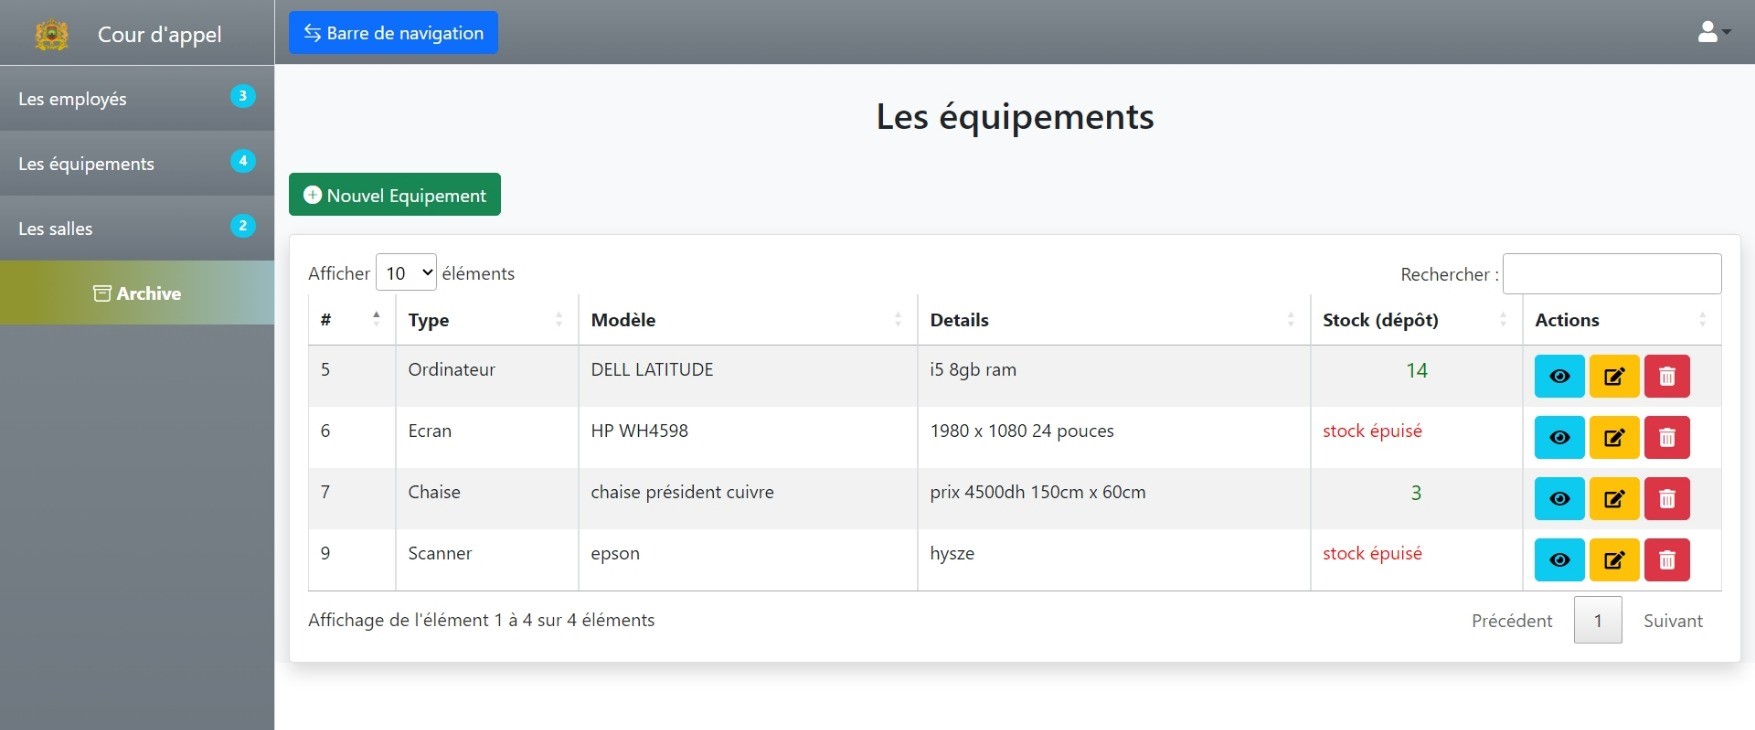 Cour d'appel
Barre de navigation
Les employés 3
Les équipements 4
Les salles 2
Archive
Les équipements
Nouvel Equipement
Afficher 10 éléments
Rechercher :
# Type Modèle Details Stock (dépôt) Actions
5 Ordinateur DELL LATITUDE i5 8gb ram 14
6 Ecran HP WH4598 1980 x 1080 24 pouces stock épuisé
7 Chaise chaise président cuivre prix 4500dh 150cm x 60cm 3
9 Scanner epson hysze stock épuisé
Affichage de l'élément 1 à 4 sur 4 éléments
Précédent 1 Suivant